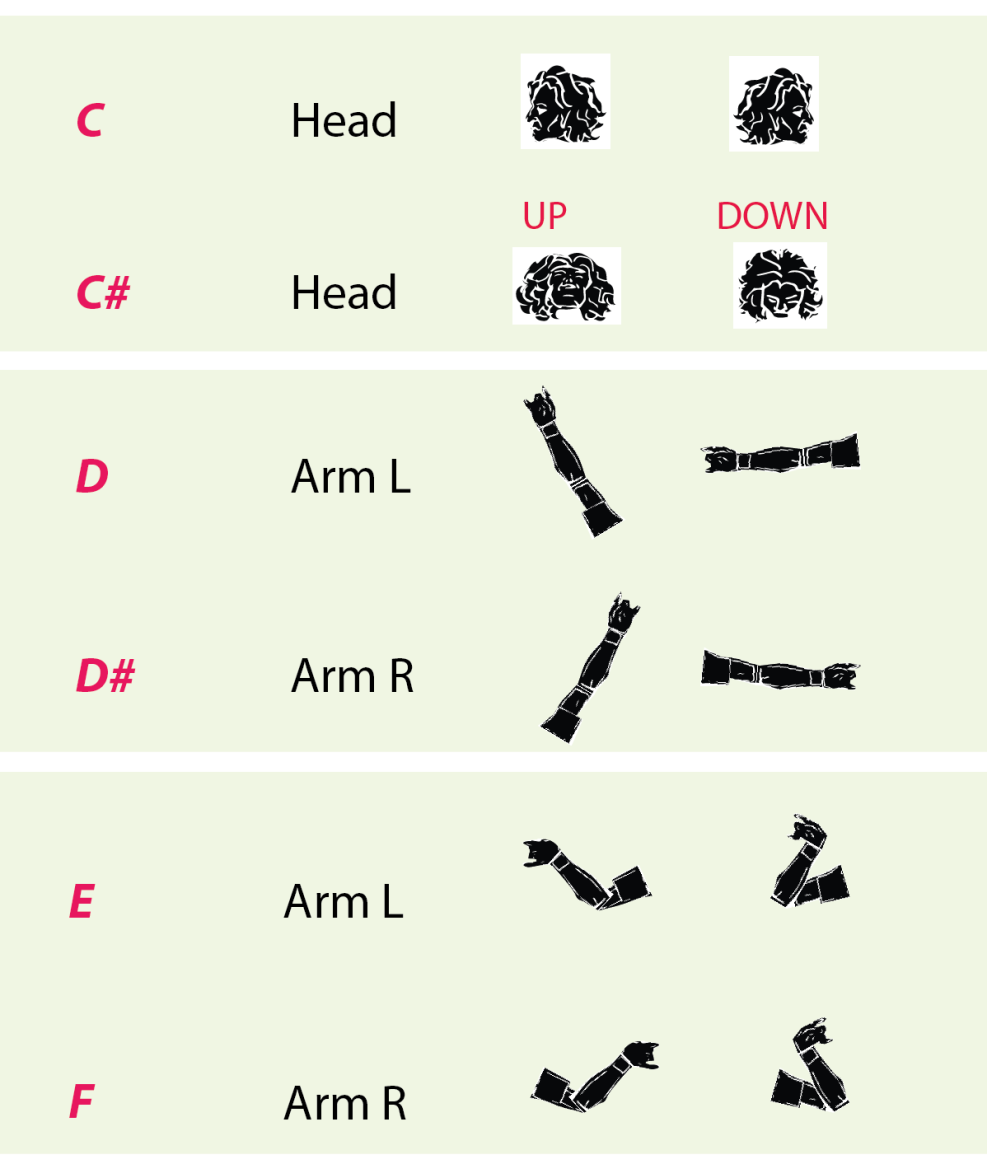 C Head
UP DOWN
C# Head
D Arm L
D# Arm R
E Arm L
F Arm R